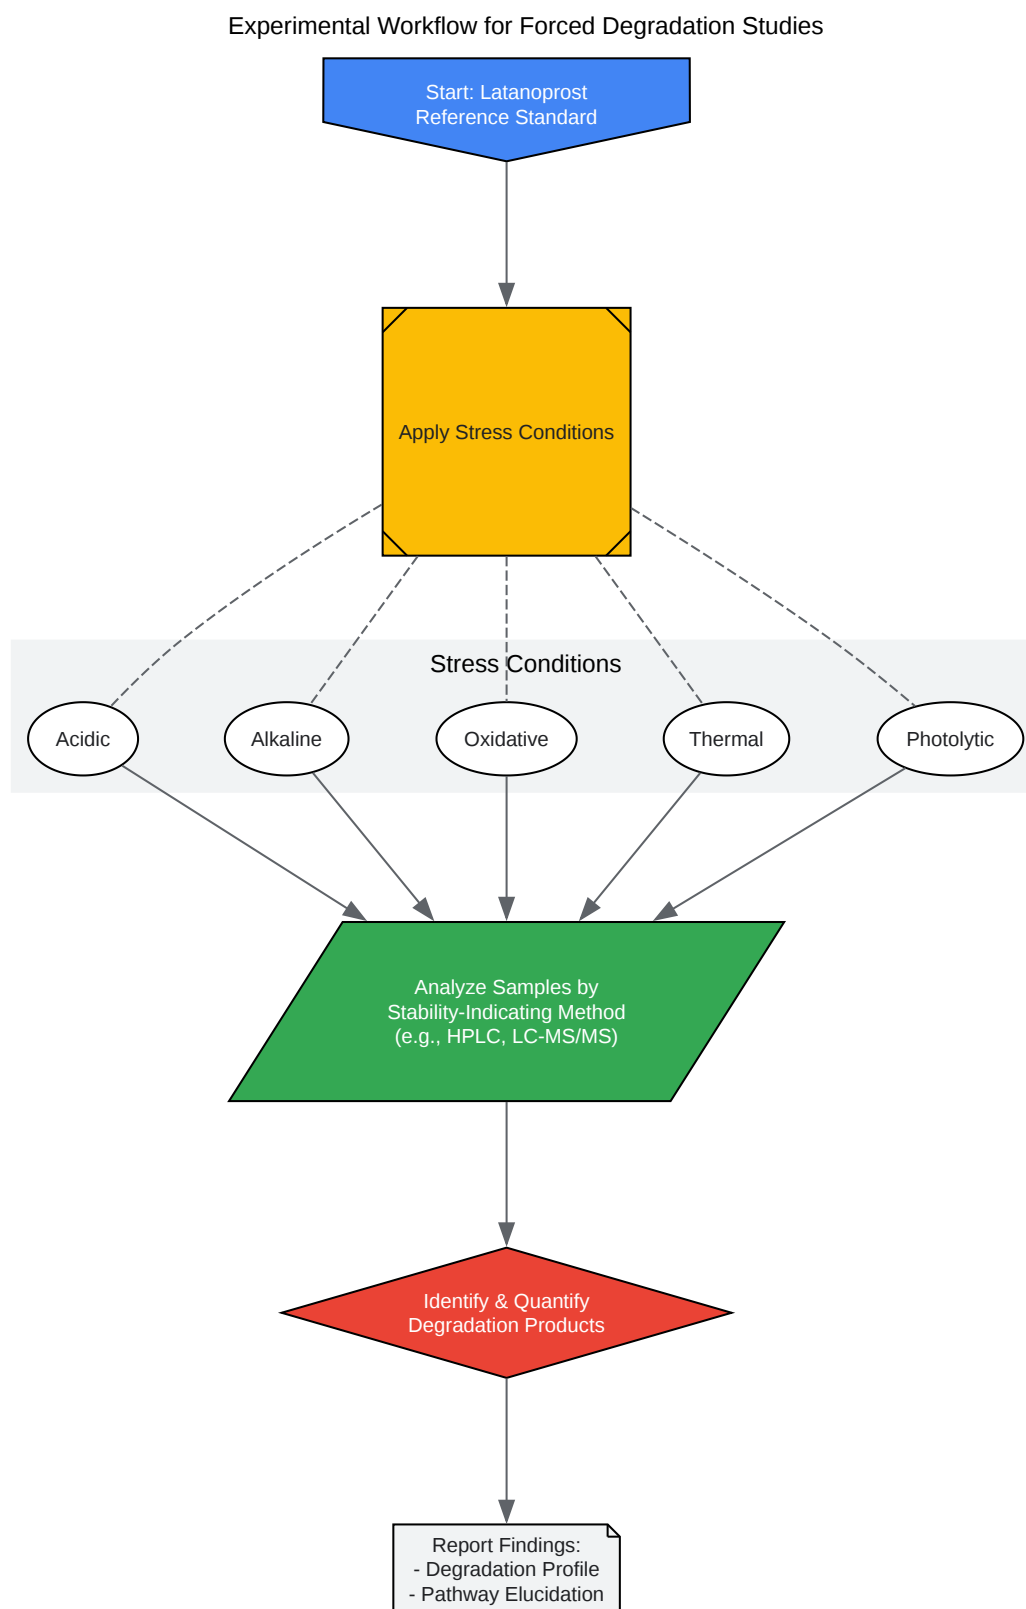 Experimental Workflow for Forced Degradation Studies
Start: Latanoprost
Reference Standard
Apply Stress Conditions
Stress Conditions
Acidic
Alkaline
Oxidative
Thermal
Photolytic
Analyze Samples by
Stability-Indicating Method
(e.g., HPLC, LC-MS/MS)
Identify & Quantify
Degradation Products
Report Findings:
- Degradation Profile
- Pathway Elucidation